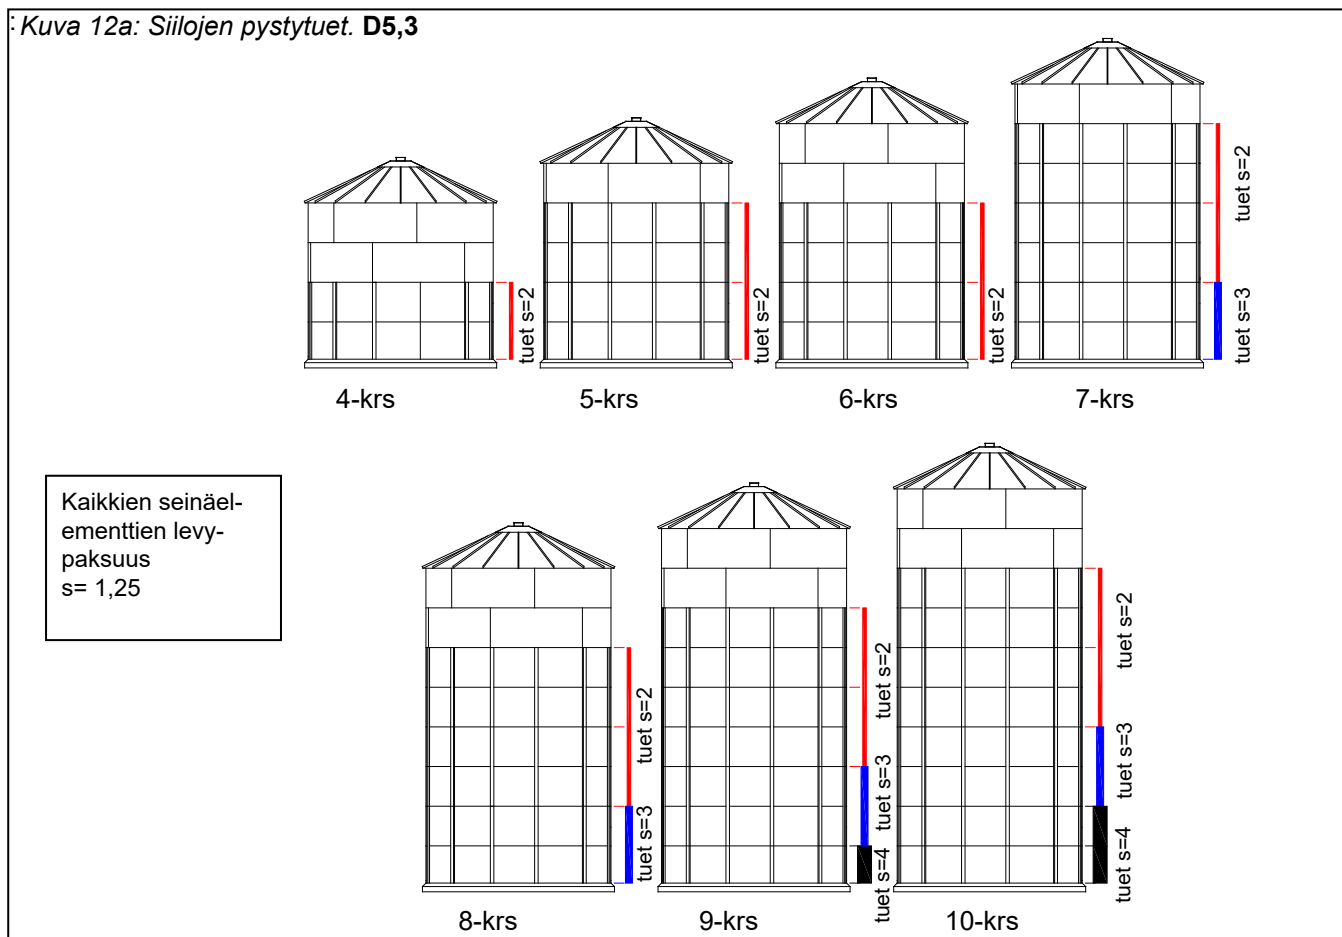 : Kuva 12a: Siilojen pystytuet. D5,3
tuet s=2
tuet s=2
tuet s=2
tuet s=2
tuet s=3
4-krs
5-krs
6-krs
7-krs
Kaikkien seinäel-
ementtien levy-
paksuus
s= 1,25
tuet s=2
tuet s=3
tuet s=2
tuet s=3
tuet s=4
tuet s=2
tuet s=3
tuet s=4
8-krs
9-krs
10-krs